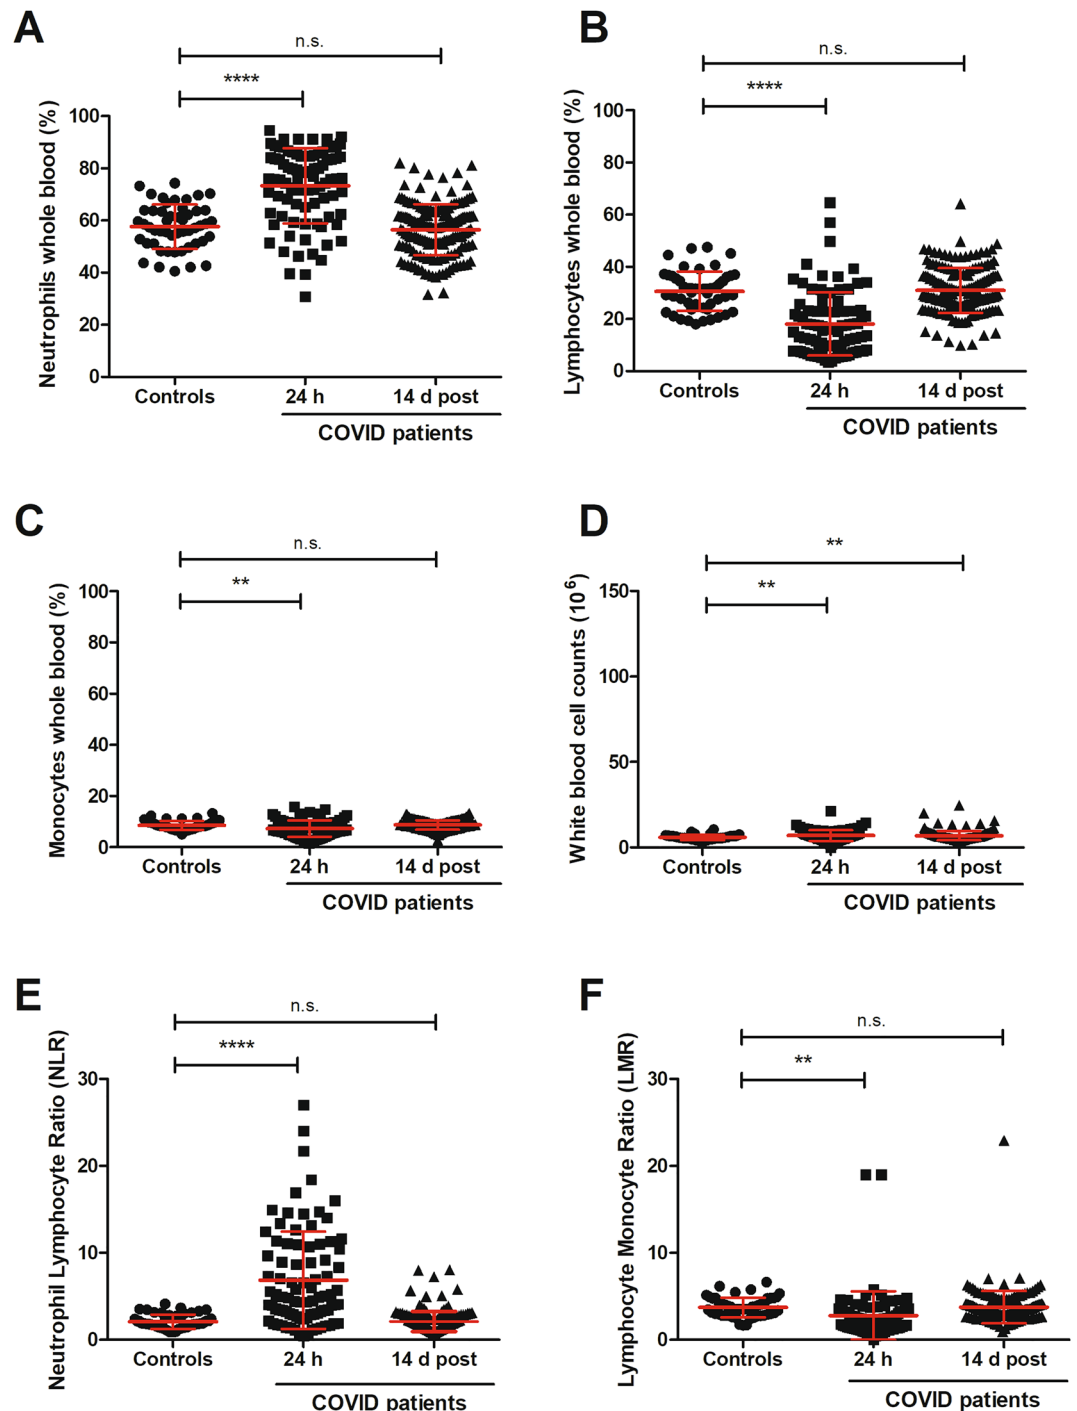 A
n.s.
****
Neutrophils whole blood (%)
100
80
60
40
20
0
Controls
24 h
14 d post
COVID patients
B
n.s.
****
Lymphocytes whole blood (%)
100
80
60
40
20
0
Controls
24 h
14 d post
COVID patients
C
n.s.
**
Monocytes whole blood (%)
100
80
60
40
20
0
Controls
24 h
14 d post
COVID patients
D
**
**
White blood cell counts (10⁶)
150
100
50
0
Controls
24 h
14 d post
COVID patients
E
n.s.
****
Neutrophil Lymphocyte Ratio (NLR)
30
20
10
0
Controls
24 h
14 d post
COVID patients
F
n.s.
**
Lymphocyte Monocyte Ratio (LMR)
30
20
10
0
Controls
24 h
14 d post
COVID patients